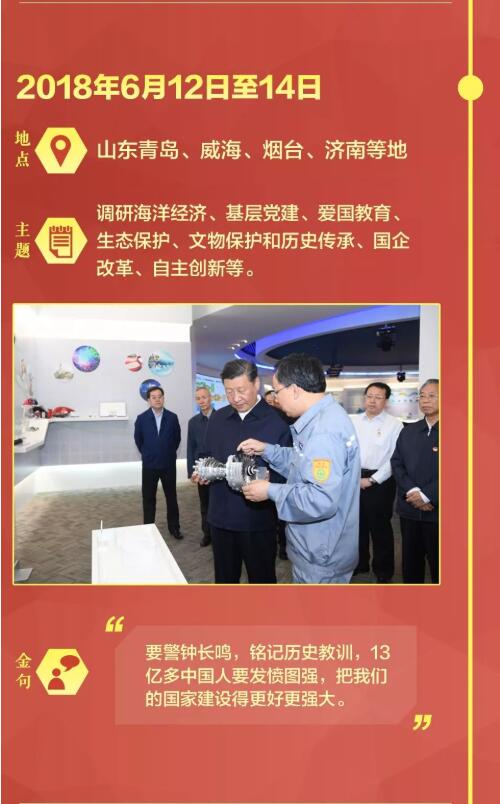 2018年6月12日至14日
地点
山东青岛、威海、烟台、济南等地
主题
调研海洋经济、基层党建、爱国教育、
生态保护、文物保护和历史传承、国企
改革、自主创新等。
“
金句
要警钟长鸣，铭记历史教训，13
亿多中国人要发愤图强，把我们
的国家建设得更好更强大。
”